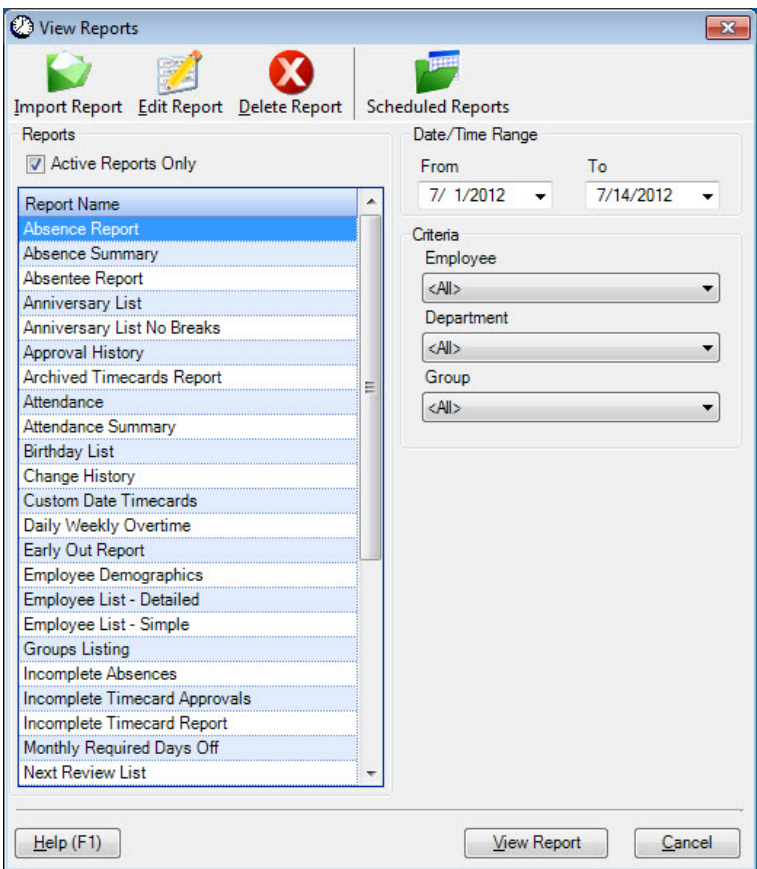 View Reports
Import Report Edit Report Delete Report Scheduled Reports
Reports
Active Reports Only
Report Name
Absence Report
Absence Summary
Absentee Report
Anniversary List
Anniversary List No Breaks
Approval History
Archived Timecards Report
Attendance
Attendance Summary
Birthday List
Change History
Custom Date Timecards
Daily Weekly Overtime
Early Out Report
Employee Demographics
Employee List - Detailed
Employee List - Simple
Groups Listing
Incomplete Absences
Incomplete Timecard Approvals
Incomplete Timecard Report
Monthly Required Days Off
Next Review List
Date/Time Range
From To
7/ 1/2012 7/14/2012
Criteria
Employee
<All>
Department
<All>
Group
<All>
Help (F1) View Report Cancel